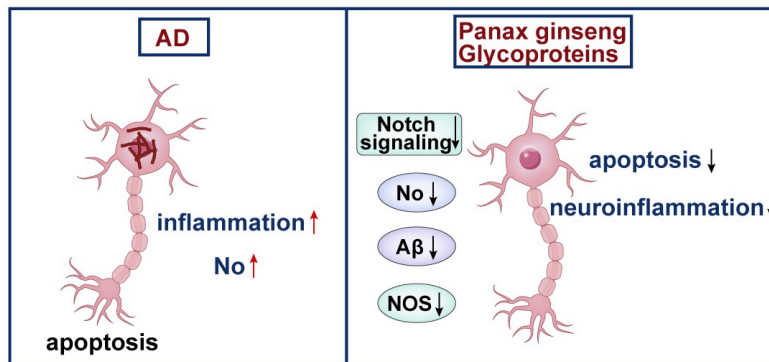 AD
inflammation ↑
No ↑
apoptosis
Panax ginseng
Glycoproteins
Notch
signaling ↓
No ↓
Aβ ↓
NOS ↓
apoptosis ↓
neuroinflammation ↓